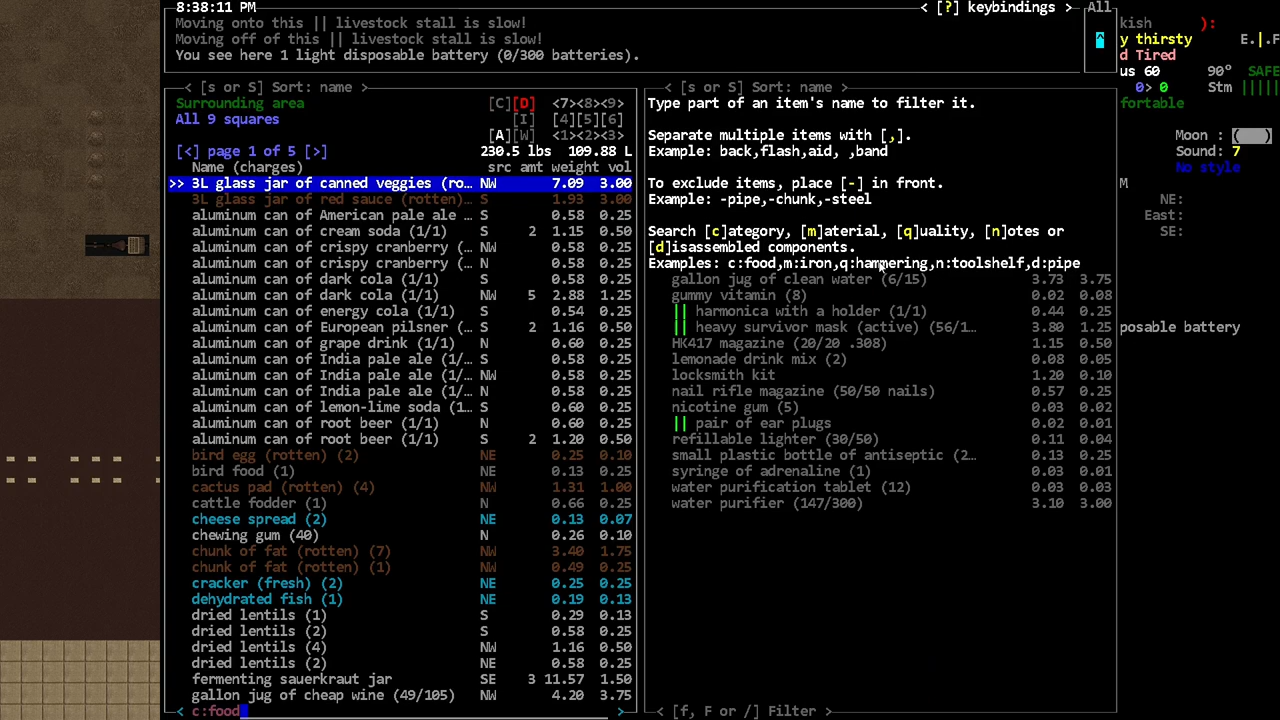 8:38:11 PM < [?] keybindings > All
Moving onto this || livestock stall is slow!
Moving off of this || livestock stall is slow!
You see here 1 light disposable battery (0/300 batteries).
kish ):
y thirsty E.|.F
d Tired
us 60 90° SAFE
0> 0 Stm |||||
fortable
Moon : ( )
Sound: 7
No style
M NE:
East:
SE:
posable battery
< [s or S] Sort: name >
Surrounding area [C][D] <7><8><9>
All 9 squares [I] [4][5][6]
[A][W] <1><2><3>
[<] page 1 of 5 [>] 230.5 lbs 109.88 L
Name (charges) src amt weight vol
>> 3L glass jar of canned veggies (ro… NW 7.09 3.00
3L glass jar of red sauce (rotten)… S 1.93 3.00
aluminum can of American pale ale … S 0.58 0.25
aluminum can of cream soda (1/1) S 2 1.15 0.50
aluminum can of crispy cranberry (… NW 0.58 0.25
aluminum can of crispy cranberry (… N 0.58 0.25
aluminum can of dark cola (1/1) S 0.58 0.25
aluminum can of dark cola (1/1) NW 5 2.88 1.25
aluminum can of energy cola (1/1) S 0.54 0.25
aluminum can of European pilsner (… S 2 1.16 0.50
aluminum can of grape drink (1/1) N 0.60 0.25
aluminum can of India pale ale (1/… S 0.58 0.25
aluminum can of India pale ale (1/… NW 0.58 0.25
aluminum can of India pale ale (1/… N 0.58 0.25
aluminum can of lemon-lime soda (1… S 0.60 0.25
aluminum can of root beer (1/1) N 0.60 0.25
aluminum can of root beer (1/1) S 2 1.20 0.50
bird egg (rotten) (2) NE 0.25 0.10
bird food (1) NE 0.13 0.25
cactus pad (rotten) (4) NW 1.31 1.00
cattle fodder (1) N 0.66 0.25
cheese spread (2) NE 0.13 0.07
chewing gum (40) N 0.26 0.10
chunk of fat (rotten) (7) NW 3.40 1.75
chunk of fat (rotten) (1) NW 0.49 0.25
cracker (fresh) (2) NE 0.25 0.25
dehydrated fish (1) NE 0.19 0.13
dried lentils (1) S 0.29 0.13
dried lentils (2) S 0.58 0.25
dried lentils (4) NW 1.16 0.50
dried lentils (2) NE 0.58 0.25
fermenting sauerkraut jar SE 3 11.57 1.50
gallon jug of cheap wine (49/105) NW 4.20 3.75
< c:food >
< [s or S] Sort: name >
Type part of an item's name to filter it.
Separate multiple items with [,].
Example: back,flash,aid, ,band
To exclude items, place [-] in front.
Example: -pipe,-chunk,-steel
Search [c]ategory, [m]aterial, [q]uality, [n]otes or
[d]isassembled components.
Examples: c:food,m:iron,q:hammering,n:toolshelf,d:pipe
gallon jug of clean water (6/15) 3.73 3.75
gummy vitamin (8) 0.02 0.03
|| harmonica with a holder (1/1) 0.44 0.25
|| heavy survivor mask (active) (56/1… 3.80 1.25
HK417 magazine (20/20 .308) 1.15 0.50
lemonade drink mix (2) 0.08 0.05
locksmith kit 1.20 0.10
nail rifle magazine (50/50 nails) 0.57 0.25
nicotine gum (5) 0.03 0.02
|| pair of ear plugs 0.02 0.01
refillable lighter (30/50) 0.11 0.04
small plastic bottle of antiseptic (2… 0.13 0.25
syringe of adrenaline (1) 0.03 0.01
water purification tablet (12) 0.03 0.03
water purifier (147/300) 3.10 3.00
< [f, F or /] Filter >